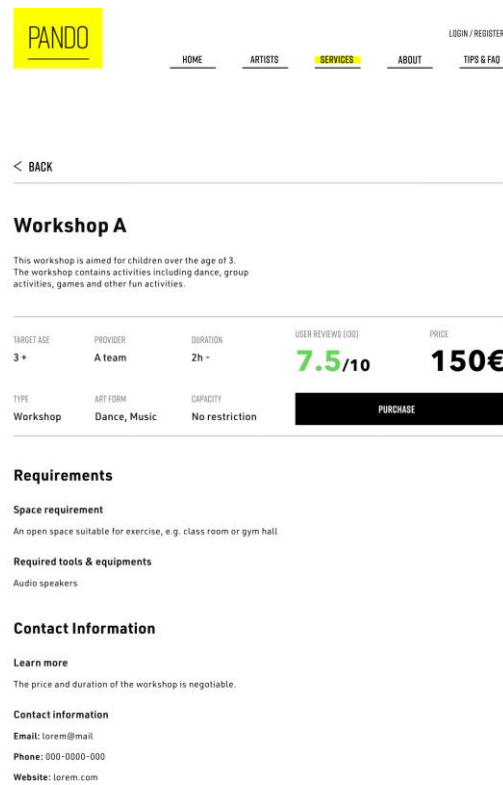 PANDO
LOGIN / REGISTER
HOME ARTISTS SERVICES ABOUT TIPS & FAQ
< BACK
Workshop A
This workshop is aimed for children over the age of 3.
The workshop contains activities including dance, group
activities, games and other fun activities.
TARGET AGE PROVIDER DURATION USER REVIEWS (130) PRICE
3 + A team 2h - 7.5/10 150€
TYPE ART FORM CAPACITY
Workshop Dance, Music No restriction PURCHASE
Requirements
Space requirement
An open space suitable for exercise, e.g. class room or gym hall
Required tools & equipments
Audio speakers
Contact Information
Learn more
The price and duration of the workshop is negotiable.
Contact information
Email: lorem@mail
Phone: 000-0000-000
Website: lorem.com